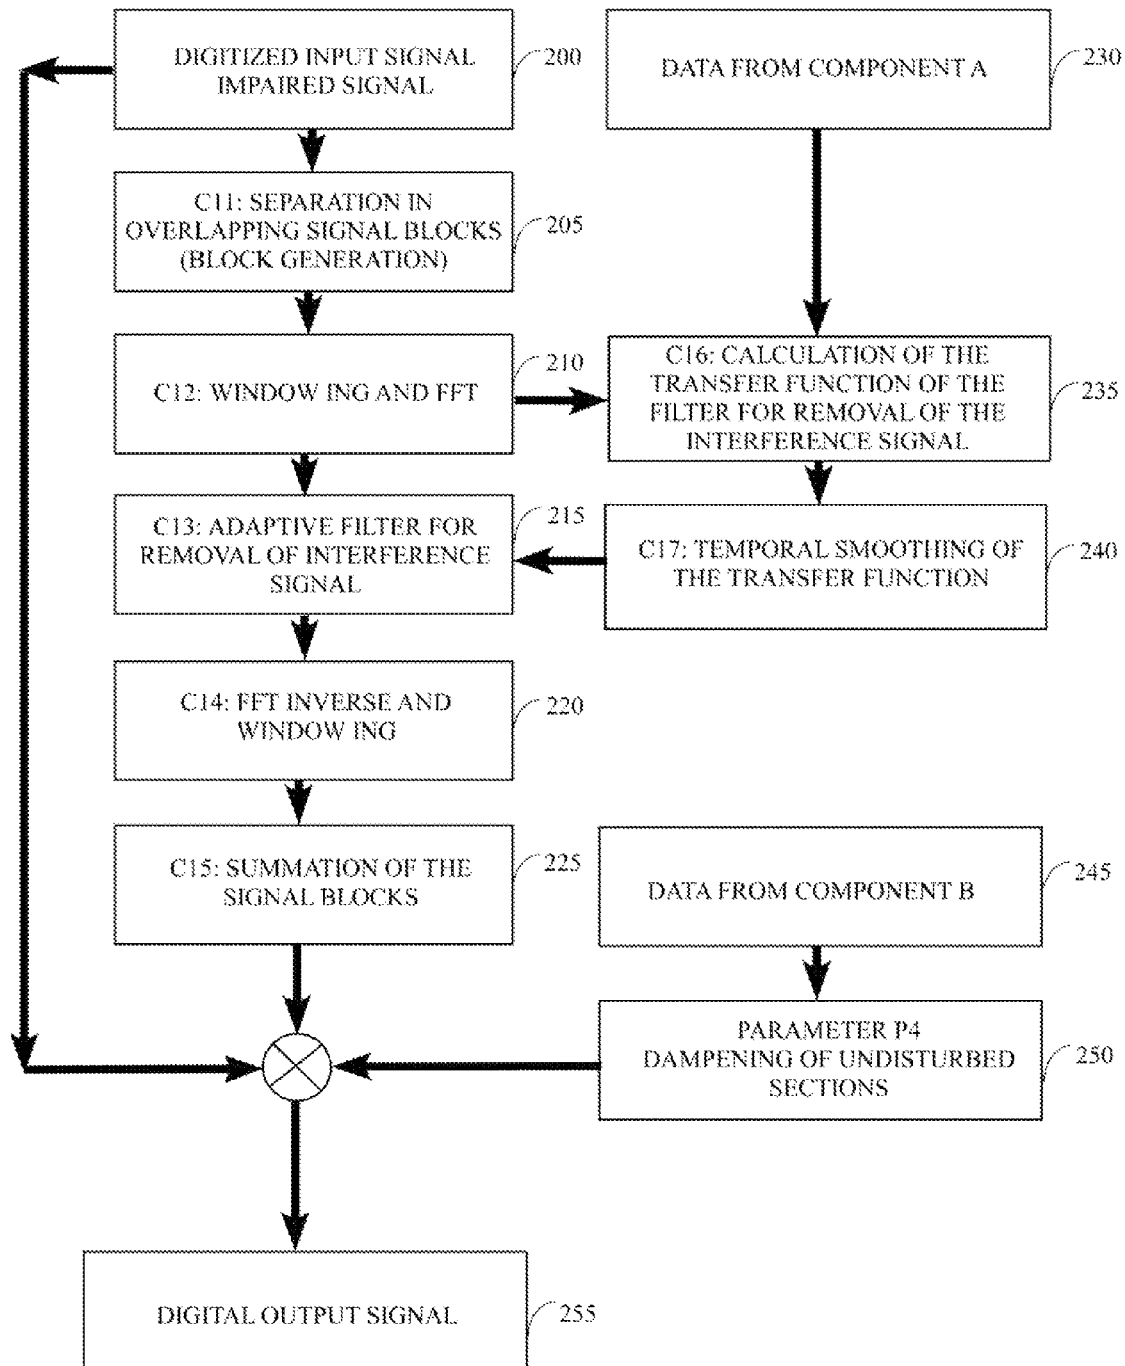 DIGITIZED INPUT SIGNAL
IMPAIRED SIGNAL
200
DATA FROM COMPONENT A
230
C11: SEPARATION IN
OVERLAPPING SIGNAL BLOCKS
(BLOCK GENERATION)
205
C12: WINDOW ING AND FFT
210
C16: CALCULATION OF THE
TRANSFER FUNCTION OF THE
FILTER FOR REMOVAL OF THE
INTERFERENCE SIGNAL
235
C13: ADAPTIVE FILTER FOR
REMOVAL OF INTERFERENCE
SIGNAL
215
C17: TEMPORAL SMOOTHING OF
THE TRANSFER FUNCTION
240
C14: FFT INVERSE AND
WINDOW ING
220
C15: SUMMATION OF THE
SIGNAL BLOCKS
225
DATA FROM COMPONENT B
245
PARAMETER P4
DAMPENING OF UNDISTURBED
SECTIONS
250
DIGITAL OUTPUT SIGNAL
255